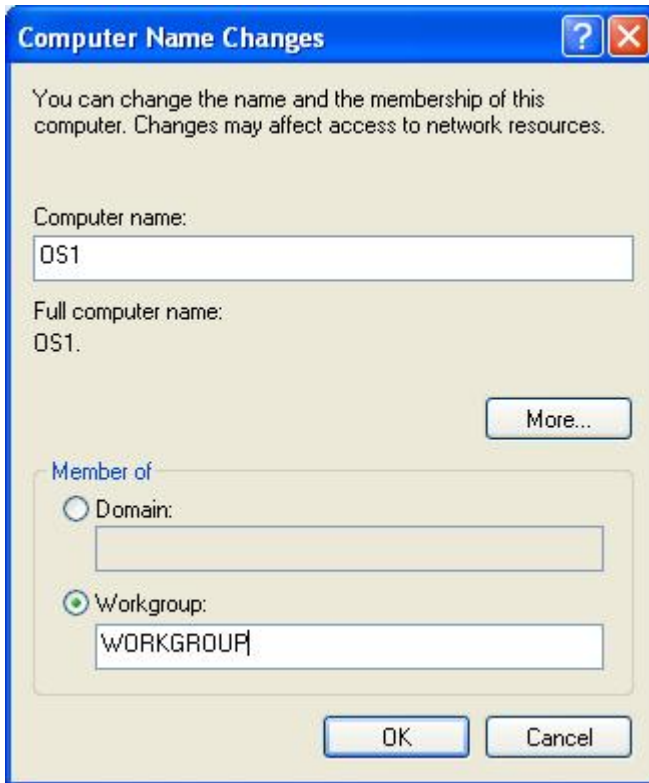 Computer Name Changes
?
You can change the name and the membership of this
computer. Changes may affect access to network resources.
Computer name:
OS1
Full computer name:
OS1.
More...
Member of
Domain:
Workgroup:
WORKGROUP
OK
Cancel